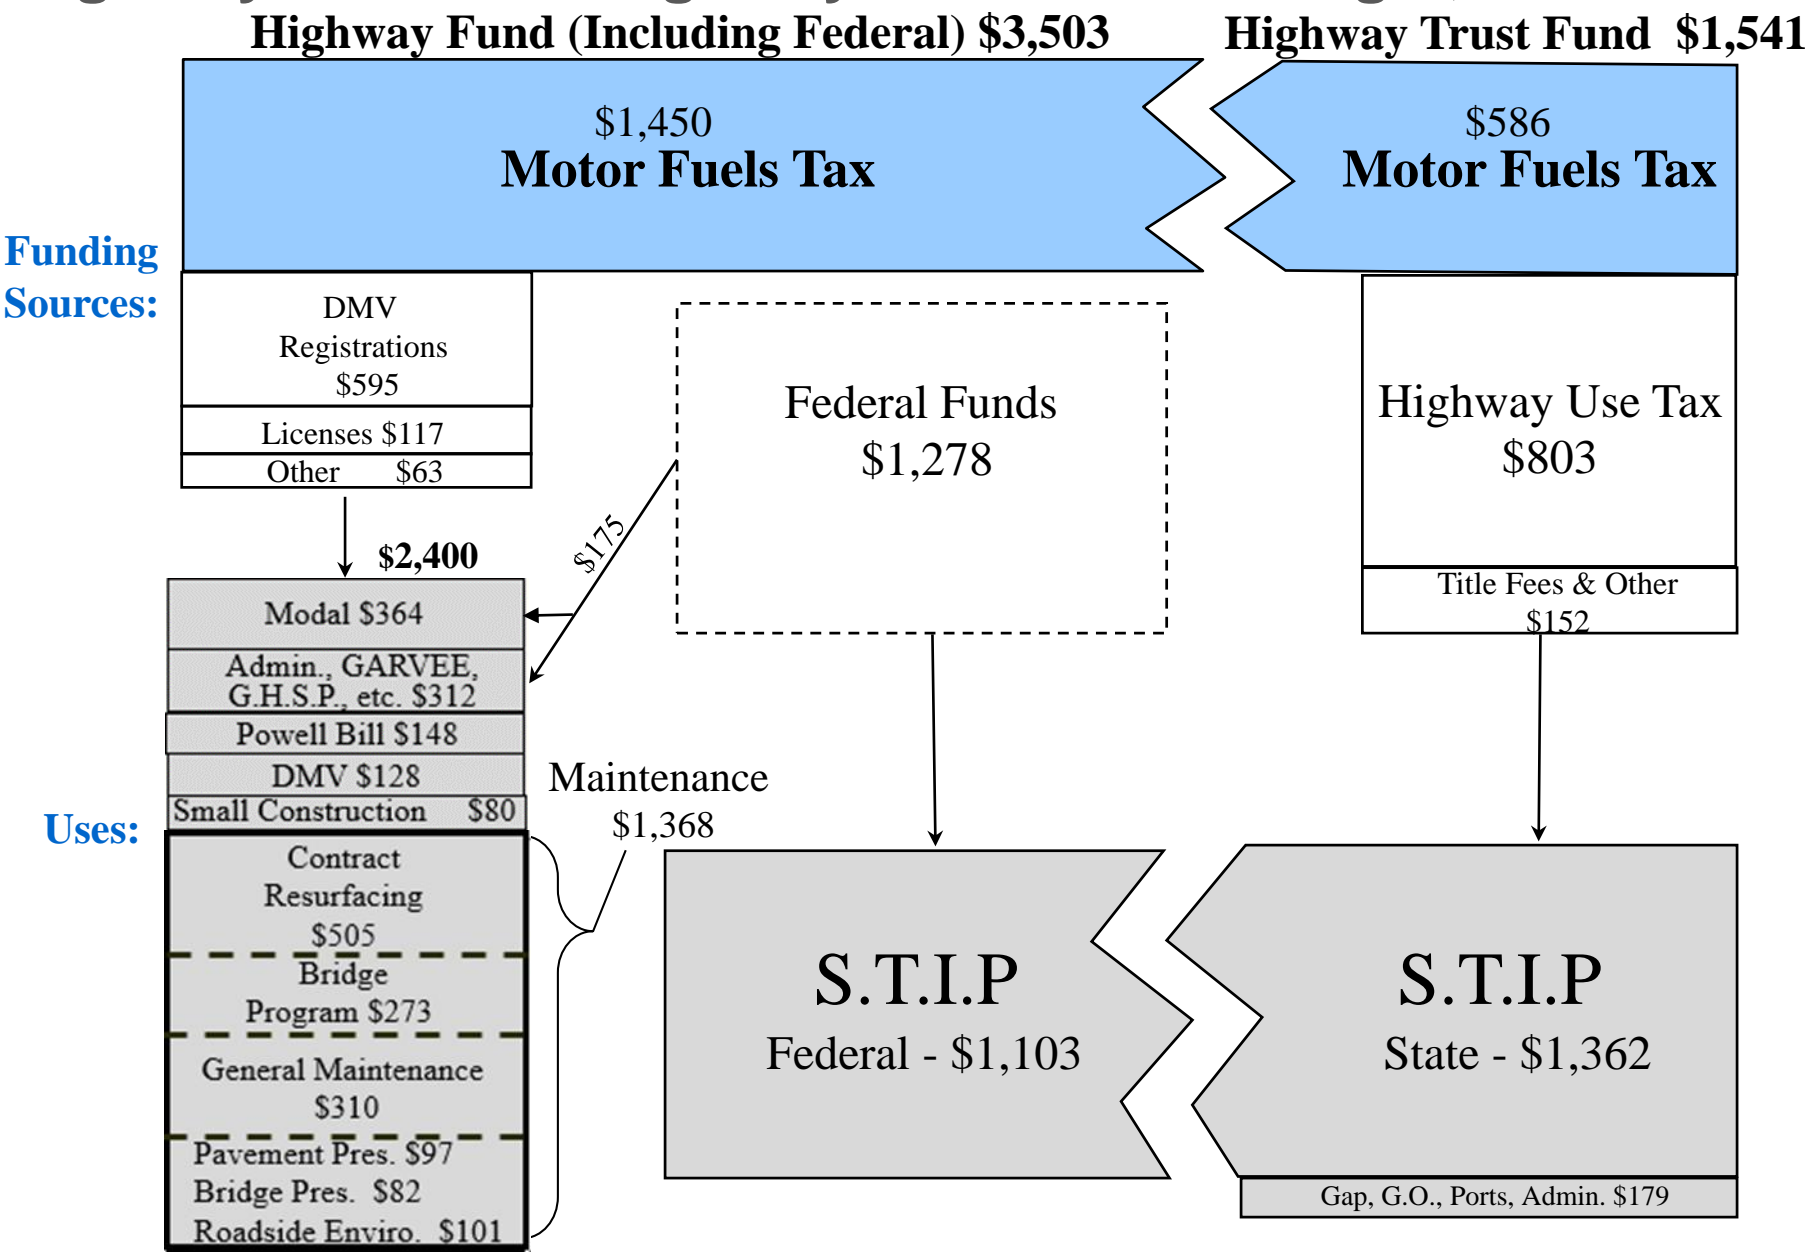 Highway Fund (Including Federal) $3,503
Highway Trust Fund $1,541
$1,450
Motor Fuels Tax
$586
Motor Fuels Tax
Funding
Sources:
DMV
Registrations
$595
Licenses $117
Other $63
Federal Funds
$1,278
Highway Use Tax
$803
Title Fees & Other
$152
$175
$2,400
Modal $364
Admin., GARVEE,
G.H.S.P., etc. $312
Powell Bill $148
DMV $128
Small Construction $80
Uses:
Maintenance
$1,368
Contract
Resurfacing
$505
Bridge
Program $273
General Maintenance
$310
Pavement Pres. $97
Bridge Pres. $82
Roadside Enviro. $101
S.T.I.P
Federal - $1,103
S.T.I.P
State - $1,362
Gap, G.O., Ports, Admin. $179